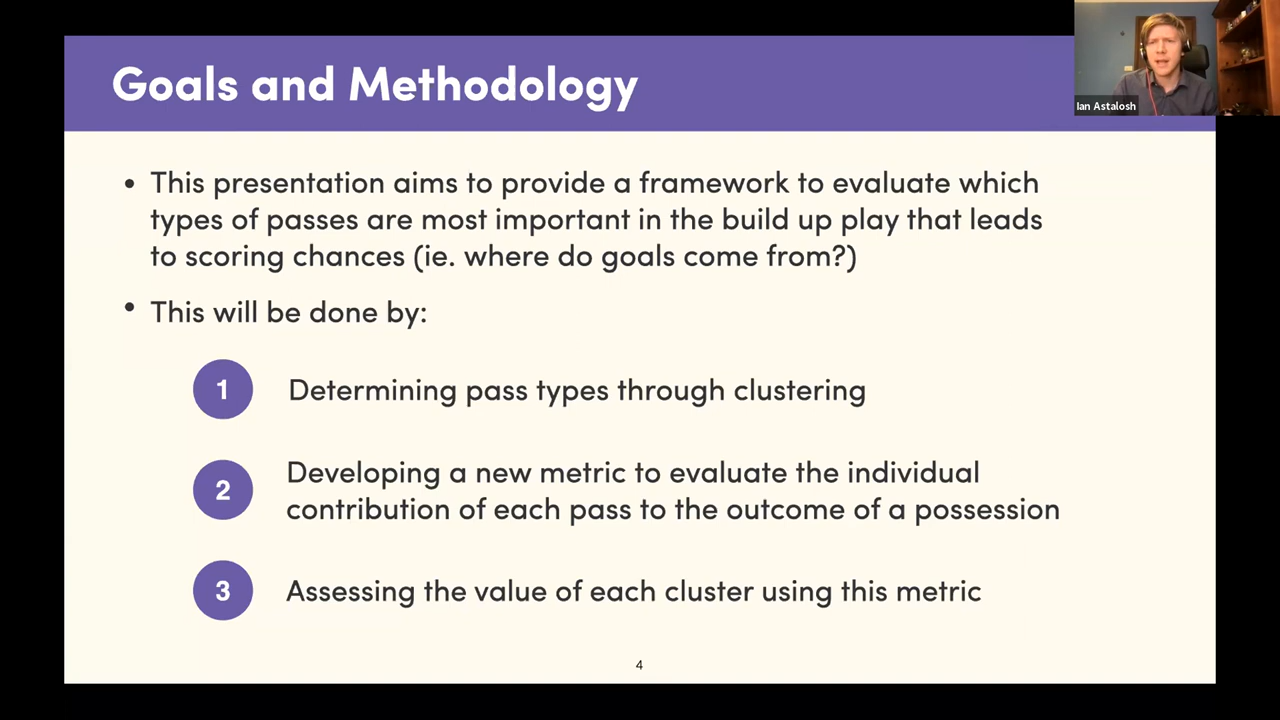 Goals and Methodology
Ian Astalosh
• This presentation aims to provide a framework to evaluate which
types of passes are most important in the build up play that leads
to scoring chances (ie. where do goals come from?)
• This will be done by:
1 Determining pass types through clustering
2 Developing a new metric to evaluate the individual
contribution of each pass to the outcome of a possession
3 Assessing the value of each cluster using this metric
4